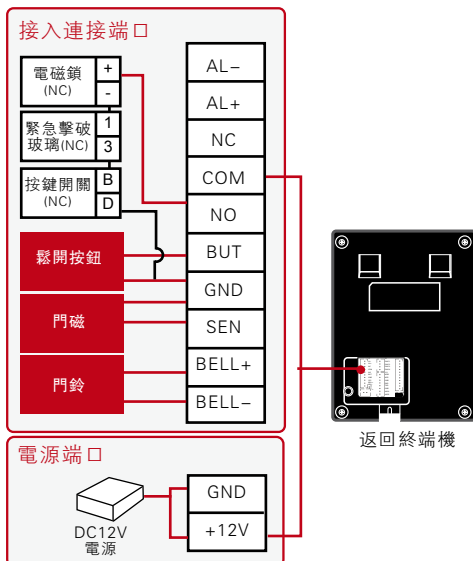 接入連接端口
電磁鎖
(NC)
+
-
緊急擊破
玻璃(NC)
1
3
按鍵開關
(NC)
B
D
鬆開按鈕
門磁
門鈴
AL-
AL+
NC
COM
NO
BUT
GND
SEN
BELL+
BELL-
返回終端機
電源端口
DC12V
電源
GND
+12V